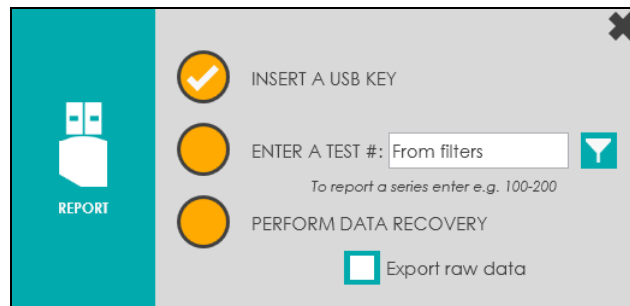 INSERT A USB KEY
ENTER A TEST #: From filters
To report a series enter e.g. 100-200
REPORT
PERFORM DATA RECOVERY
Export raw data